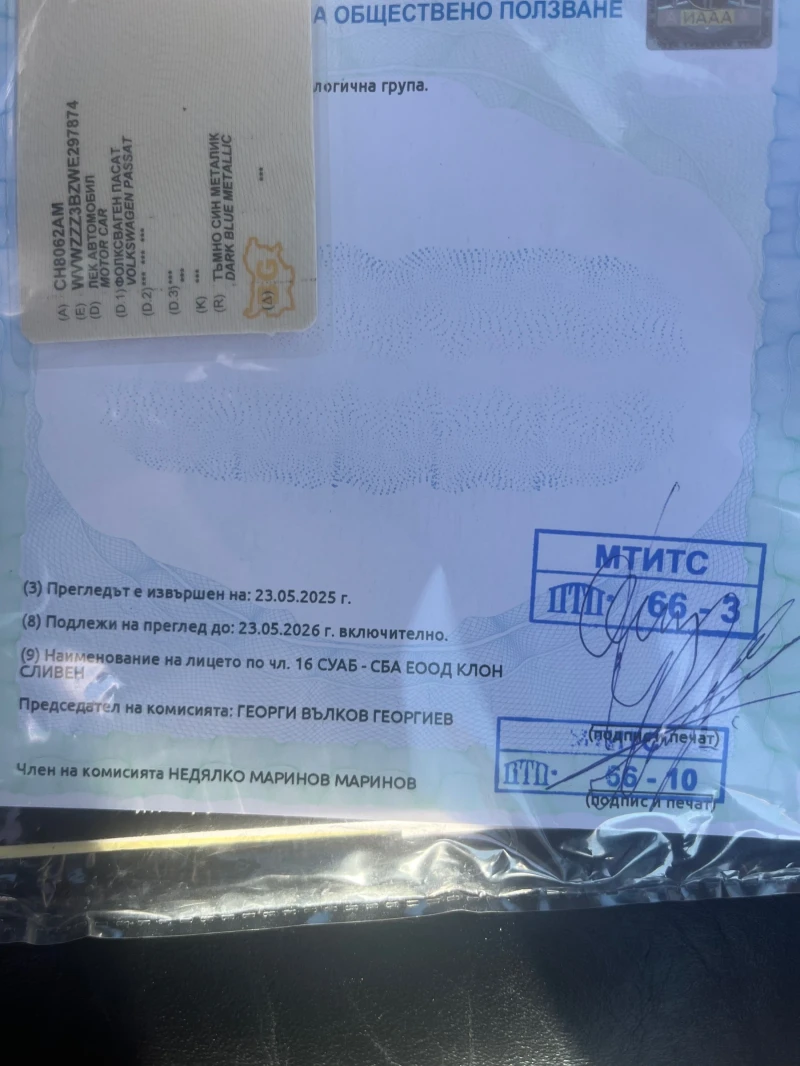 А ОБЩЕСТВЕНО ПОЛЗВАНЕ
ИААА
логична група.
(A) CH8062AM
(E) WVWZZZ3BZWE297874
(D) ЛЕК АВТОМОБИЛ
MOTOR CAR
(D 1) ФОЛКСВАГЕН ПАСАТ
VOLKSWAGEN PASSAT
(D.2) *** *** ***
(D.3) ***
***
(K) ***
(R) ТЪМНО СИН МЕТАЛИК
DARK BLUE METALLIC
(Δ) ***
BG
(3) Прегледът е извършен на: 23.05.2025 г.
(8) Подлежи на преглед до: 23.05.2026 г. включително.
(9) Наименование на лицето по чл. 16 СУАБ - СБА ЕООД КЛОН
СЛИВЕН
МТИТС
ПТП· 66 - 3
Председател на комисията: ГЕОРГИ ВЪЛКОВ ГЕОРГИЕВ
(подпис и печат)
Член на комисията НЕДЯЛКО МАРИНОВ МАРИНОВ
ПТП· 66 - 10
(подпис и печат)